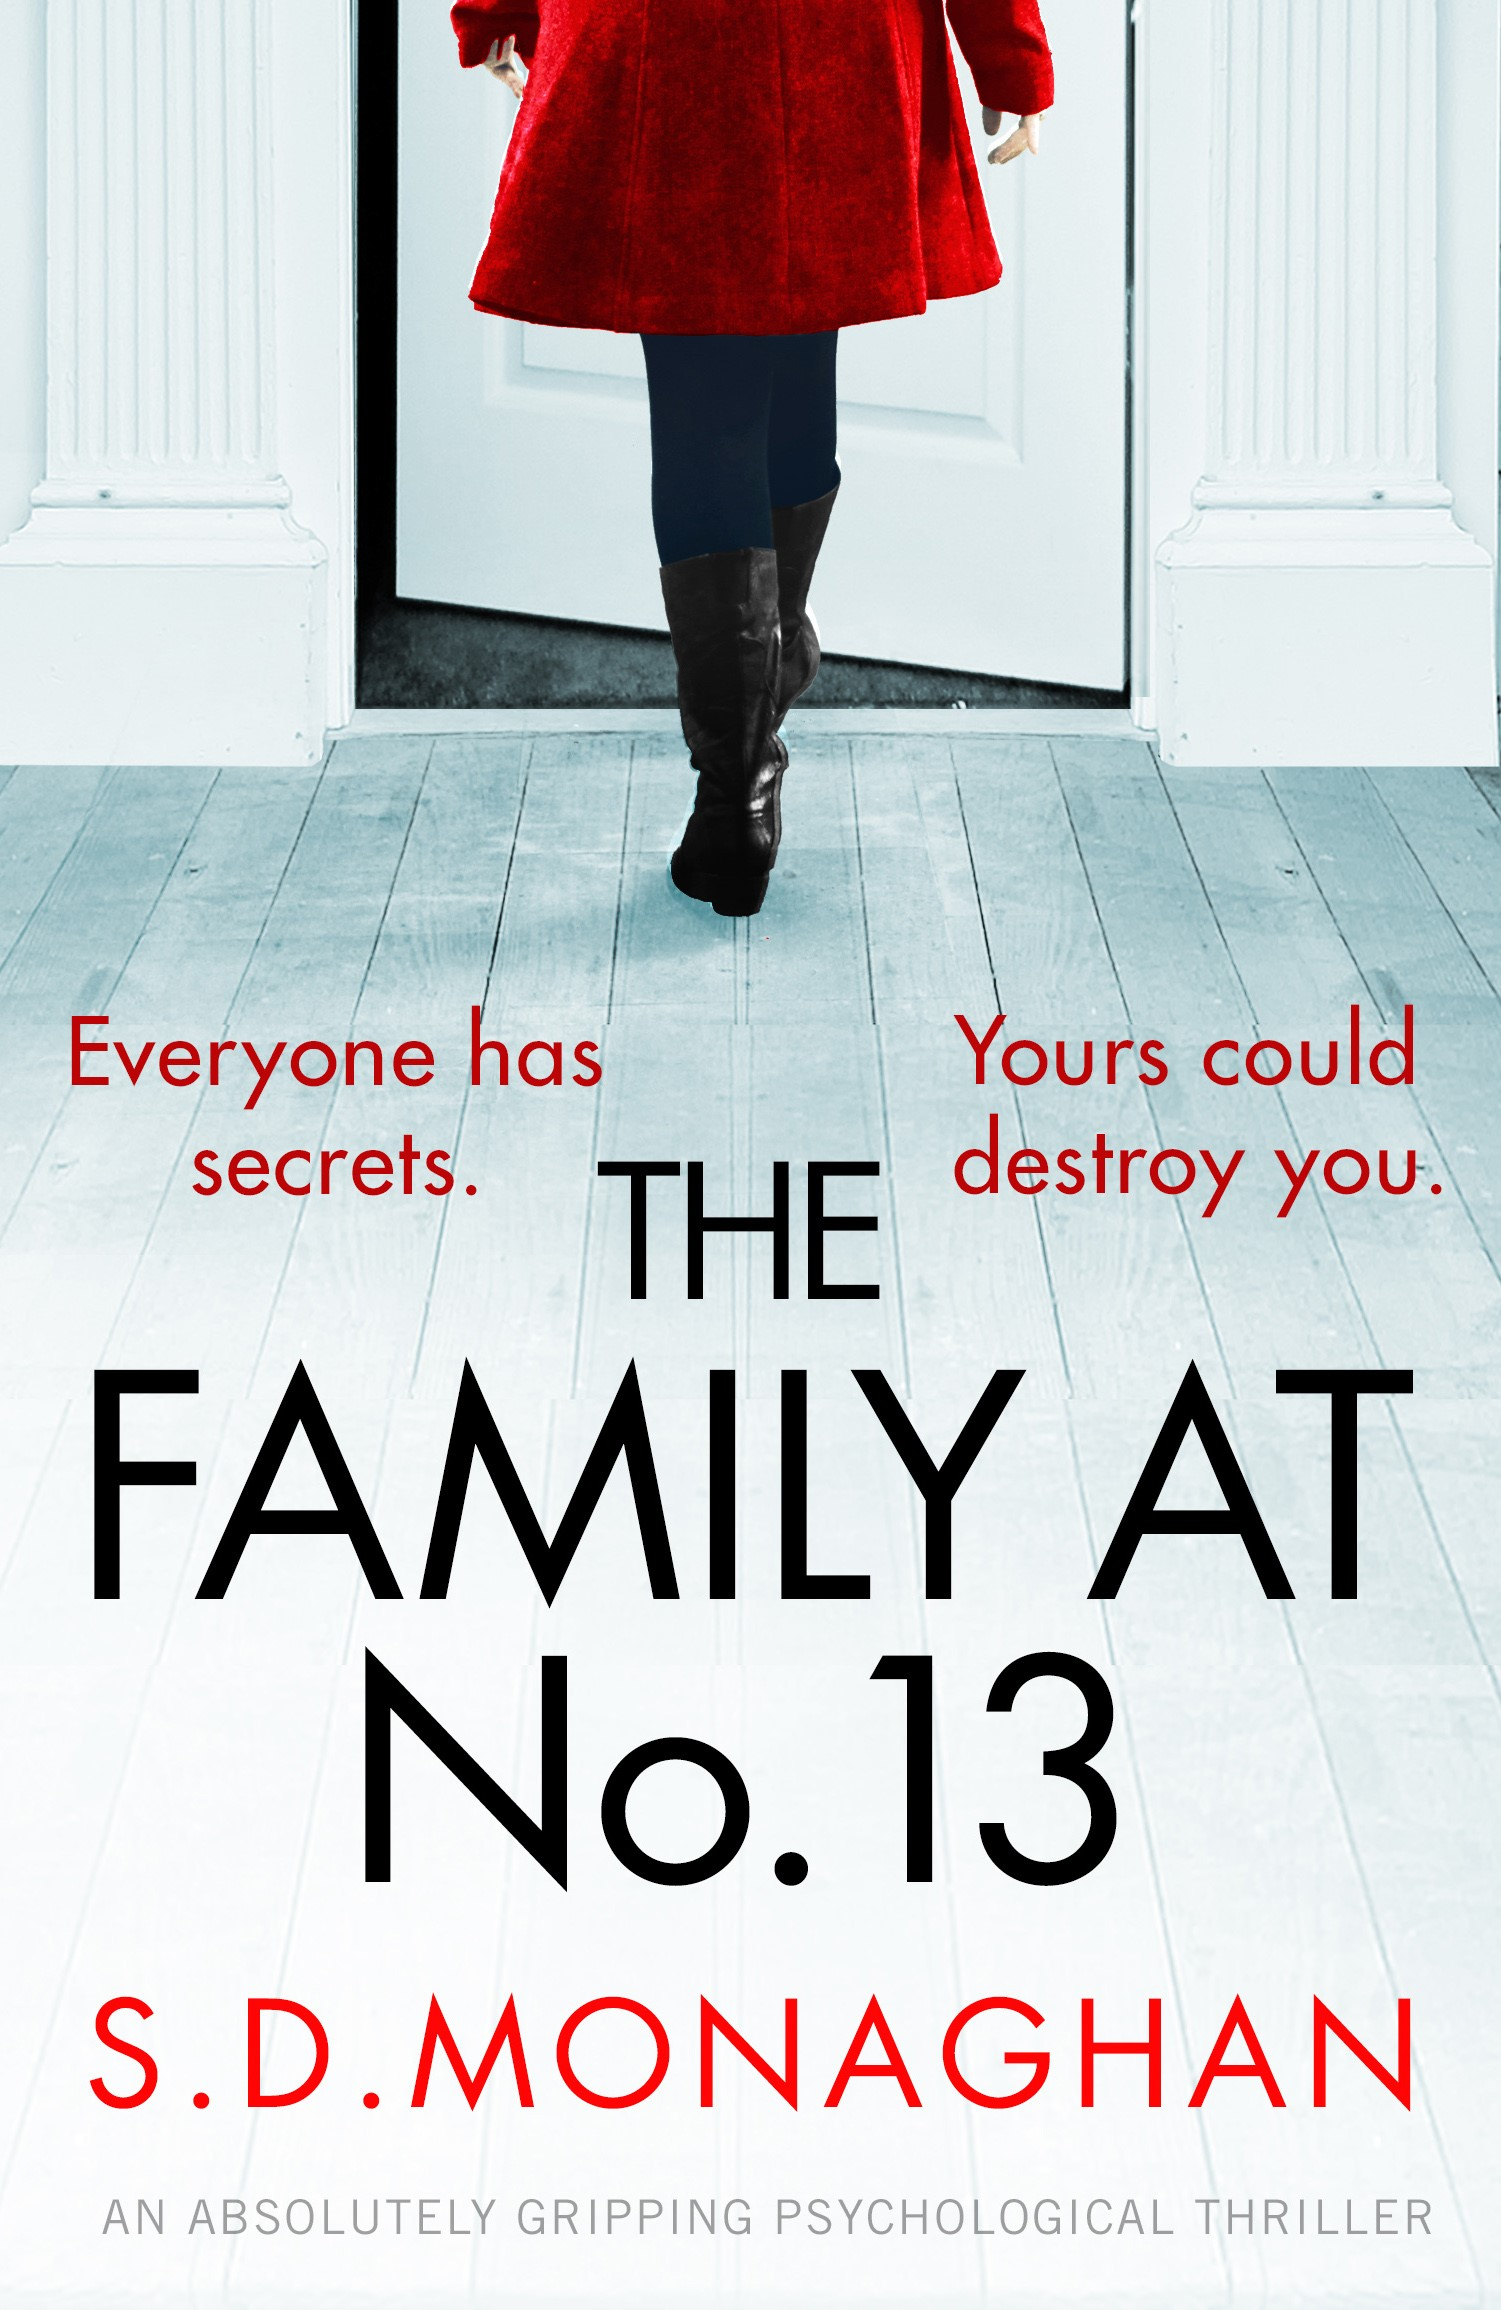 Everyone has
secrets.
Yours could
destroy you.
THE
FAMILY AT
No. 13
S.D.MONAGHAN
AN ABSOLUTELY GRIPPING PSYCHOLOGICAL THRILLER